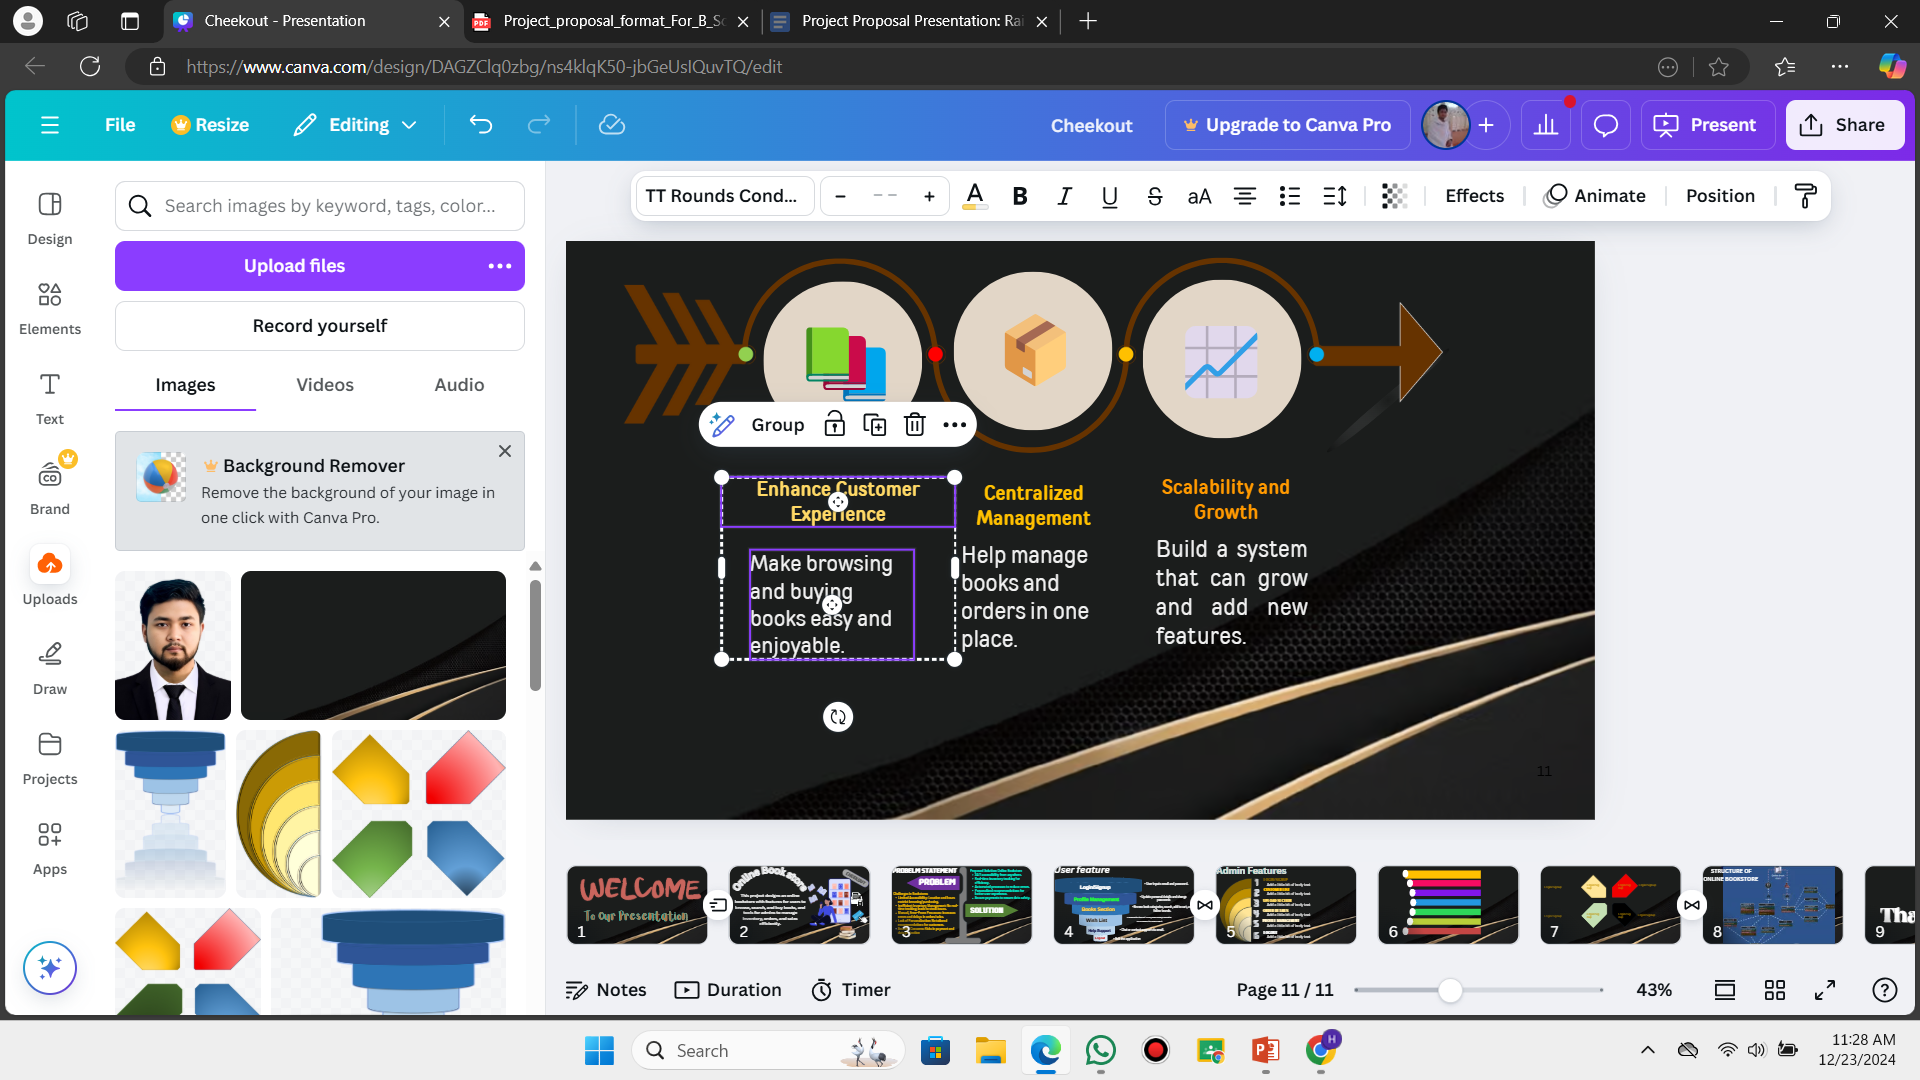 Cheekout - Presentation
Project_proposal_format_For_B_Sc
Project Proposal Presentation: Rai
https://www.canva.com/design/DAGZClq0zbg/ns4klqK50-jbGeUsIQuvTQ/edit
File
Resize
Editing
Cheekout
Upgrade to Canva Pro
Present
Share
Design
Elements
Text
Brand
Uploads
Draw
Projects
Apps
Search images by keyword, tags, color...
Upload files
Record yourself
Images
Videos
Audio
Background Remover
Remove the background of your image in
one click with Canva Pro.
TT Rounds Cond...
Effects
Animate
Position
Group
Enhance Customer
Experience
Make browsing
and buying
books easy and
enjoyable.
Centralized
Management
Help manage
books and
orders in one
place.
Scalability and
Growth
Build a system
that can grow
and add new
features.
11
WELCOME
To Our Presentation
1
Online Book store
2
PROBLEM
SOLUTION
3
User feature
4
Admin Features
5
6
7
STRUCTURE OF
ONLINE BOOKSTORE
8
9
Notes
Duration
Timer
Page 11 / 11
43%
Search
11:28 AM
12/23/2024